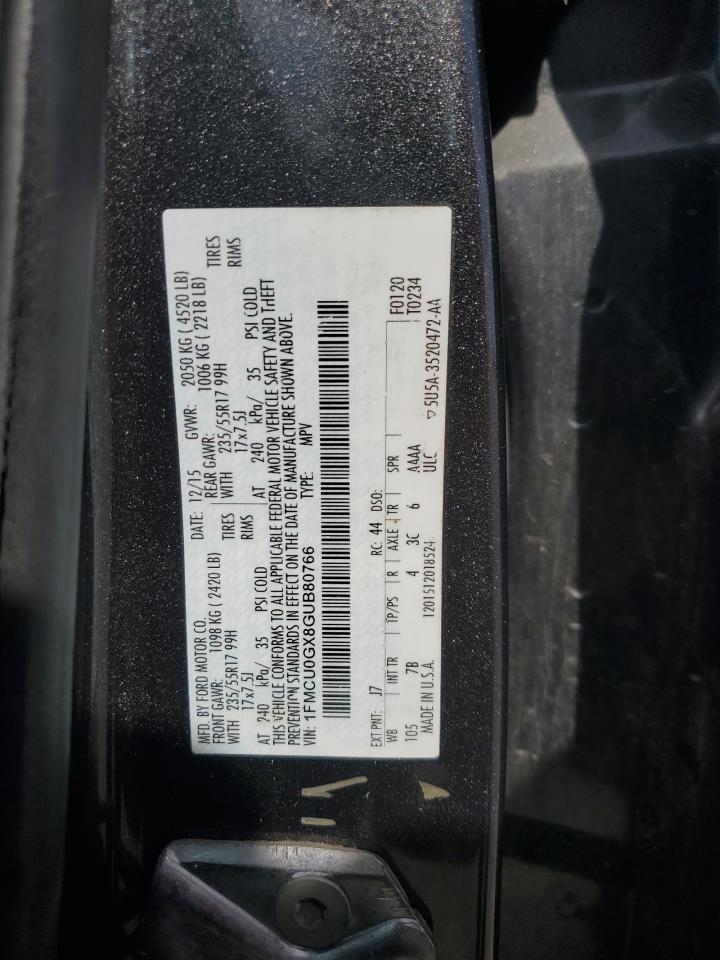 MFD. BY FORD MOTOR CO.
DATE: 12/15 GVWR: 2050 KG ( 4520 LB)
FRONT GAWR: 1098 KG ( 2420 LB) REAR GAWR: 1006 KG ( 2218 LB)
WITH 235/55R17 99H TIRES WITH 235/55R17 99H TIRES
17x7.5J RIMS 17x7.5J RIMS
AT 240 kPa/ 35 PSI COLD AT 240 kPa/ 35 PSI COLD
THIS VEHICLE CONFORMS TO ALL APPLICABLE FEDERAL MOTOR VEHICLE SAFETY AND THEFT
PREVENTION STANDARDS IN EFFECT ON THE DATE OF MANUFACTURE SHOWN ABOVE.
VIN: 1FMCU0GX8GUB80766 TYPE: MPV
EXT PNT: J7 RC: 44 DSO: F0120
WB INT TR TP/PS R AXLE TR SPR T0234
105 7B 4 3C 6 A4AA
MADE IN U.S.A. 1201512018524 ULC 5U5A-3520472-AA